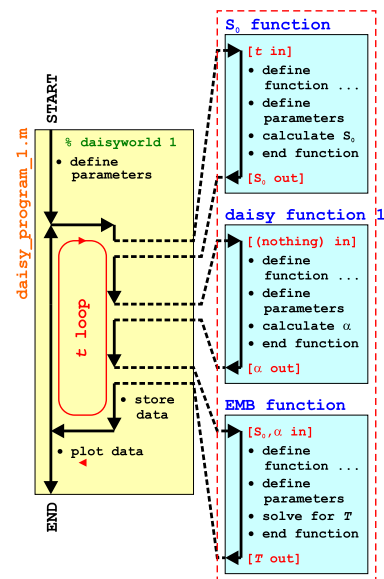 daisy_program_1.m
START
% daisyworld 1
• define
parameters
t loop
• store
data
• plot data
END
S₀ function
[t in]
• define
function ...
• define
parameters
• calculate S₀
• end function
[S₀ out]
daisy function 1
[(nothing) in]
• define
function ...
• define
parameters
• calculate α
• end function
[α out]
EMB function
[S₀,α in]
• define
function ...
• define
parameters
• solve for T
• end function
[T out]